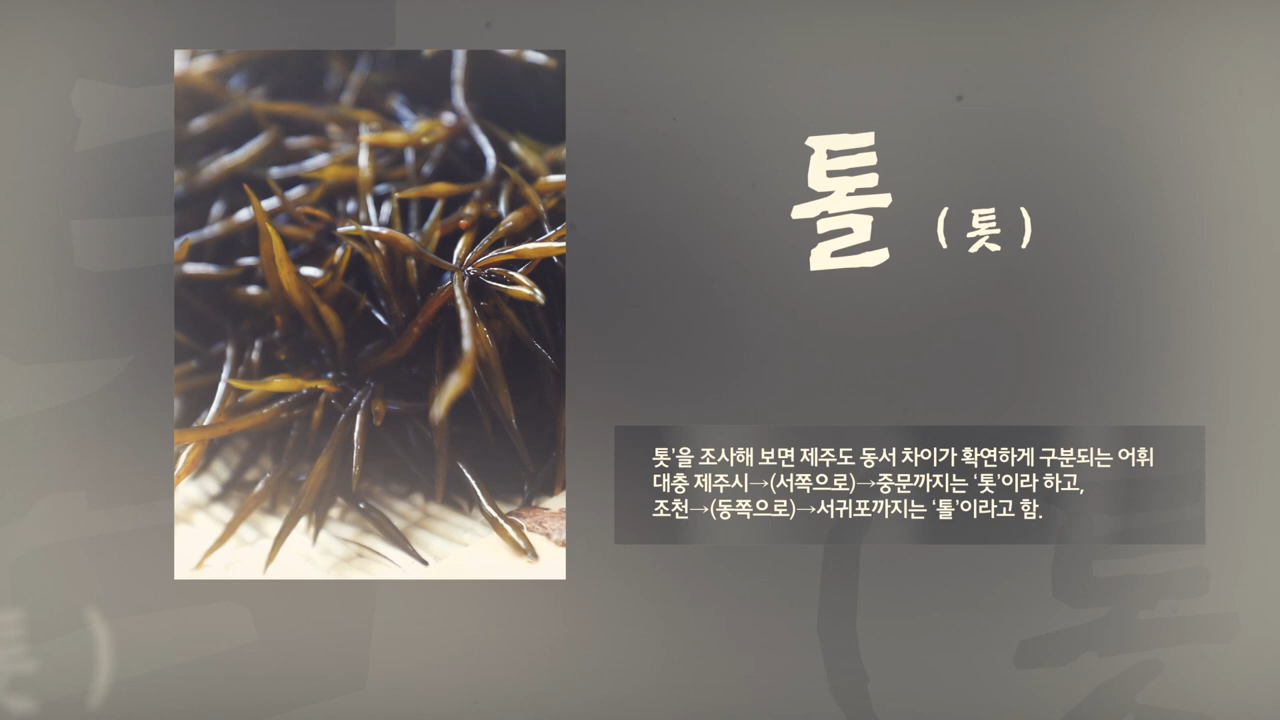 톨
( 톳 )
톳'을 조사해 보면 제주도 동서 차이가 확연하게 구분되는 어휘
대충 제주시→(서쪽으로)→중문까지는 '톳'이라 하고,
조천→(동쪽으로)→서귀포까지는 '톨'이라고 함.